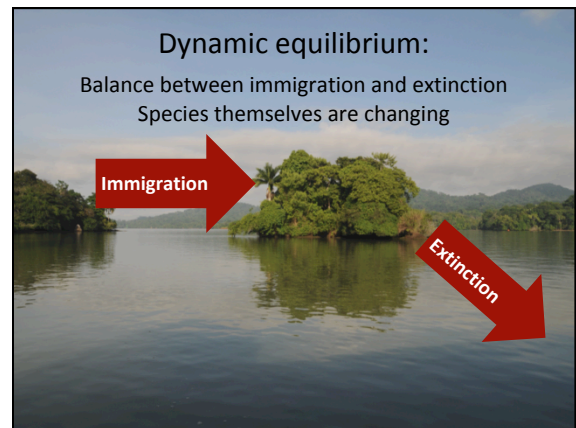 Dynamic equilibrium:
Balance between immigration and extinction
Species themselves are changing
Immigration
Extinction